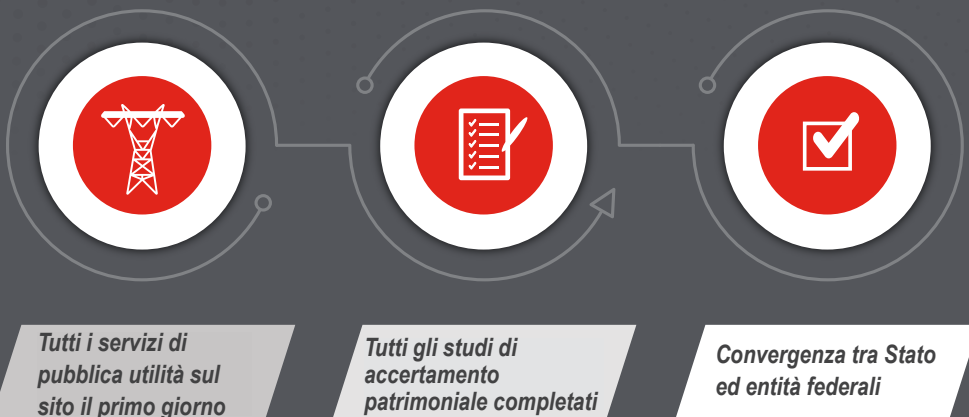 Tutti i servizi di
pubblica utilità sul
sito il primo giorno
Tutti gli studi di
accertamento
patrimoniale completati
Convergenza tra Stato
ed entità federali